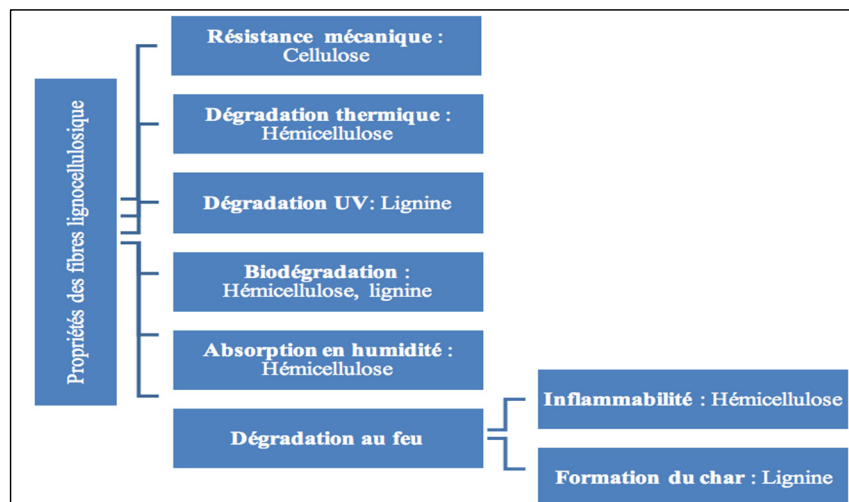 Propriétés des fibres lignocellulosique
Résistance mécanique :
Cellulose
Dégradation thermique :
Hémicellulose
Dégradation UV: Lignine
Biodégradation :
Hémicellulose, lignine
Absorption en humidité :
Hémicellulose
Dégradation au feu
Inflammabilité : Hémicellulose
Formation du char : Lignine